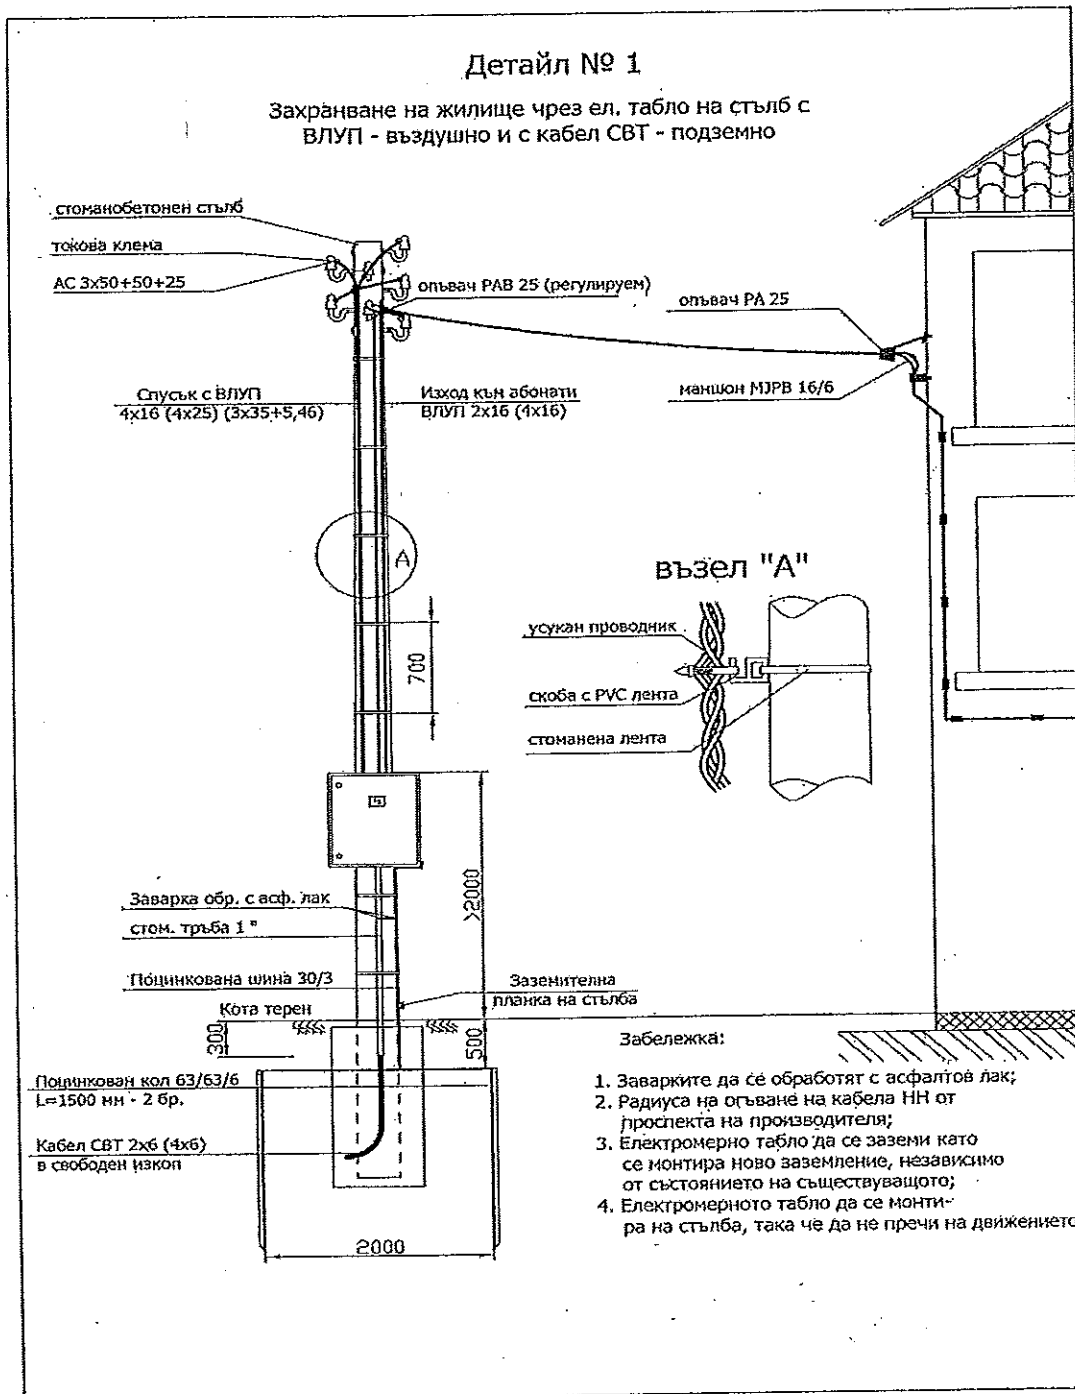 Детайл № 1
Захранване на жилище чрез ел. табло на стълб с
ВЛУП - въздушно и с кабел СВТ - подземно
стоманобетонен стълб
токова клема
АС 3х50+50+25
опъвач РАВ 25 (регулируем)
опъвач РА 25
маншон МJPB 16/6
Спусък с ВЛУП
4х16 (4х25) (3х35+5,46)
Изход към абонати
ВЛУП 2х16 (4х16)
А
възел "А"
усукан проводник
скоба с PVC лента
стоманена лента
700
>2000
Заварка обр. с асф. лак
стом. тръба 1 "
Поцинкована шина 30/3
Заземителна
планка на стълба
Кота терен
300
500
Поцинкован кол 63/63/6
L=1500 мм - 2 бр.
Кабел СВТ 2х6 (4х6)
в свободен изкоп
2000
Забележка:
1. Заварките да се обработят с асфалтов лак;
2. Радиуса на огъване на кабела НН от
проспекта на производителя;
3. Електромерно табло да се заземи като
се монтира ново заземление, независимо
от състоянието на съществуващото;
4. Електромерното табло да се монти-
ра на стълба, така че да не пречи на движението